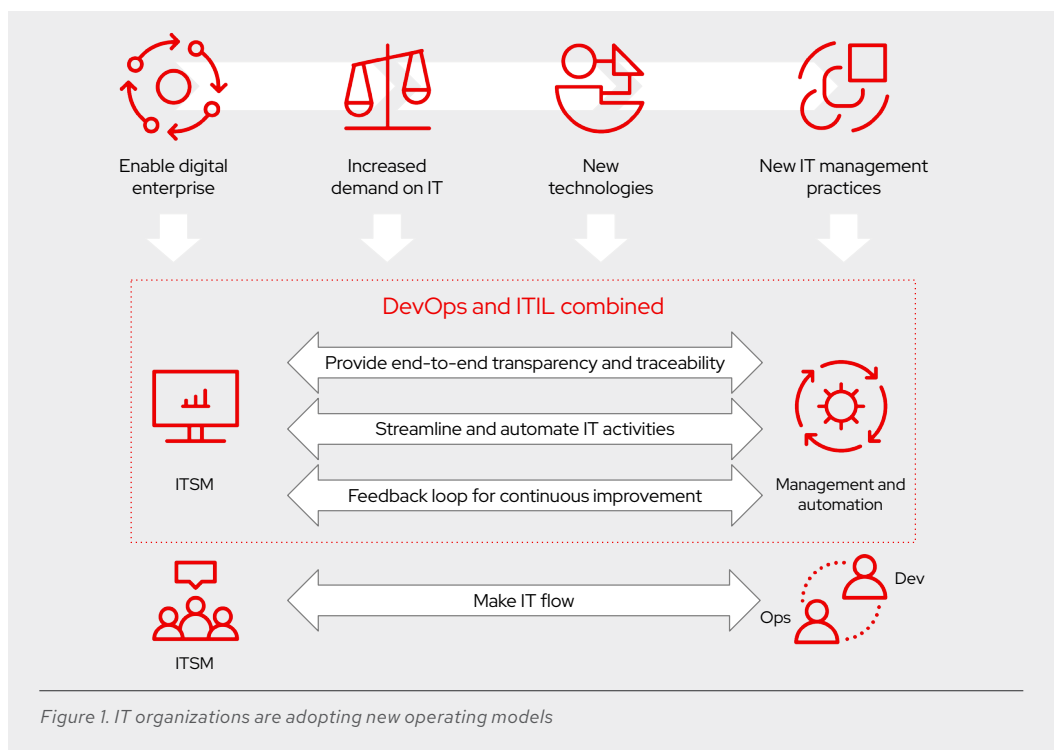 Enable digital
enterprise
Increased
demand on IT
New
technologies
New IT management
practices
DevOps and ITIL combined
Provide end-to-end transparency and traceability
Streamline and automate IT activities
Feedback loop for continuous improvement
ITSM
Management and
automation
Make IT flow
Dev
Ops
ITSM
Figure 1. IT organizations are adopting new operating models